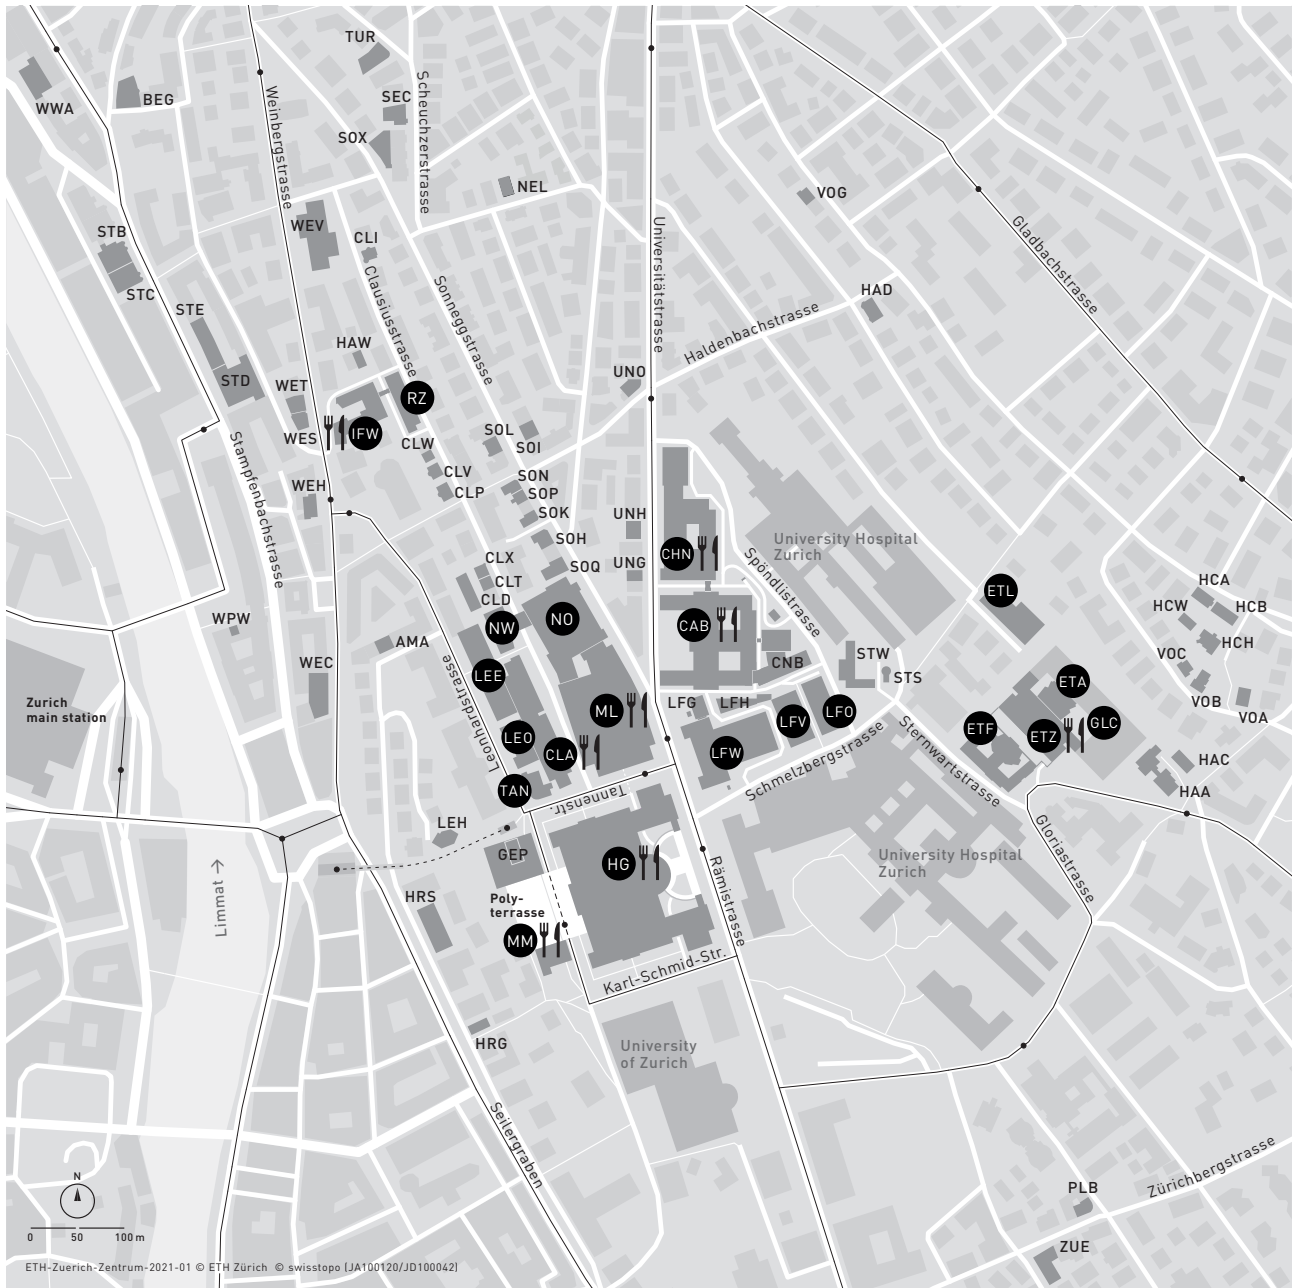 TUR
SEC
BEG
WWA
SOX
Scheuchzerstrasse
Weinbergstrasse
NEL
VOG
WEV
CLI
STB
STC
STE
Universitätstrasse
Gladbachstrasse
Clausiusstrasse
Sonneggstrasse
HAD
Haldenbachstrasse
HAW
UNO
STD
WET
RZ
WES
IFW
CLW
SOL
SOI
Stampfenbachstrasse
CLV
CLP
SON
SOP
SOK
WEH
UNH
SOH
CHN
University Hospital
Zurich
UNG
SOQ
CLX
CLT
CLD
Spöndlistrasse
ETL
HCA
HCW
HCB
HCH
WPW
AMA
NW
NO
CAB
VOC
STW
WEC
LEE
CNB
STS
ETA
VOB
VOA
Zurich
main station
Leonhardstrasse
ML
LFG
LFH
LFV
LFO
GLC
ETF
ETZ
LEO
CLA
LFW
Schmelzbergstrasse
Sternwartstrasse
HAC
HAA
TAN
Tannenstr.
LEH
GEP
HG
Rämistrasse
University Hospital
Zurich
Gloriastrasse
Limmat →
HRS
Poly-
terrasse
MM
Karl-Schmid-Str.
HRG
University
of Zurich
Seilergraben
Zürichbergstrasse
PLB
ZUE
N
0 50 100 m
ETH-Zuerich-Zentrum-2021-01 © ETH Zürich © swisstopo (JA100120/JD100042)